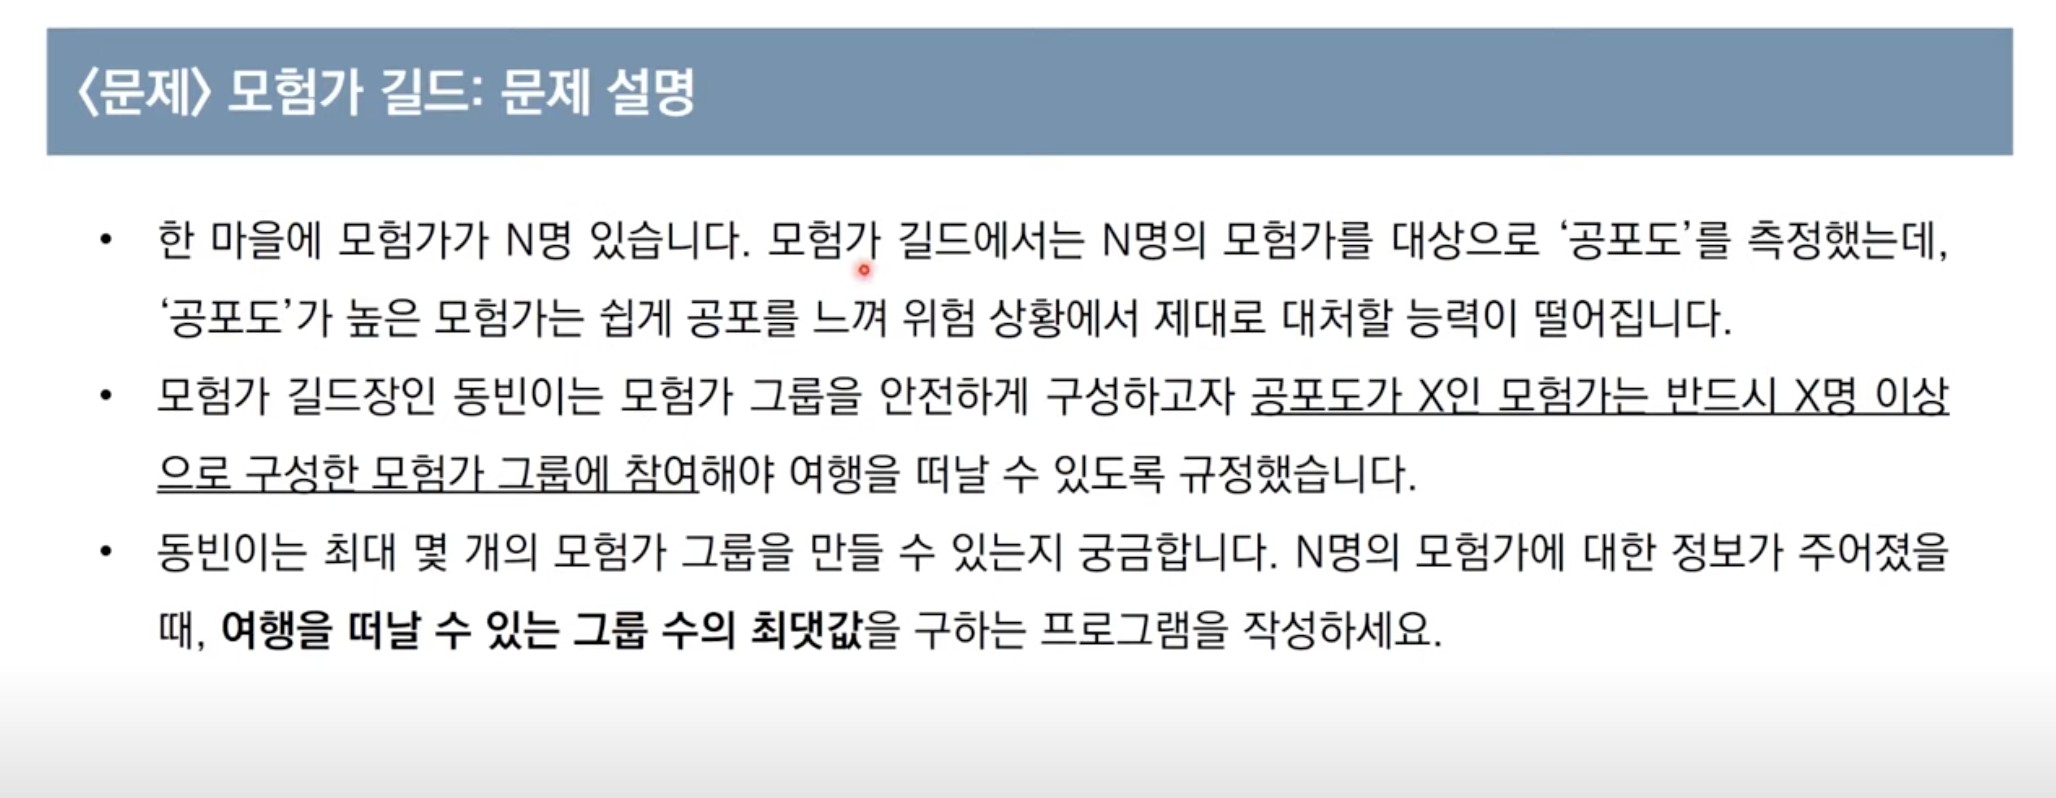 <문제> 모험가 길드: 문제 설명
• 한 마을에 모험가가 N명 있습니다. 모험가 길드에서는 N명의 모험가를 대상으로 ‘공포도’를 측정했는데,
‘공포도’가 높은 모험가는 쉽게 공포를 느껴 위험 상황에서 제대로 대처할 능력이 떨어집니다.
• 모험가 길드장인 동빈이는 모험가 그룹을 안전하게 구성하고자 공포도가 X인 모험가는 반드시 X명 이상
으로 구성한 모험가 그룹에 참여해야 여행을 떠날 수 있도록 규정했습니다.
• 동빈이는 최대 몇 개의 모험가 그룹을 만들 수 있는지 궁금합니다. N명의 모험가에 대한 정보가 주어졌을
때, 여행을 떠날 수 있는 그룹 수의 최댓값을 구하는 프로그램을 작성하세요.